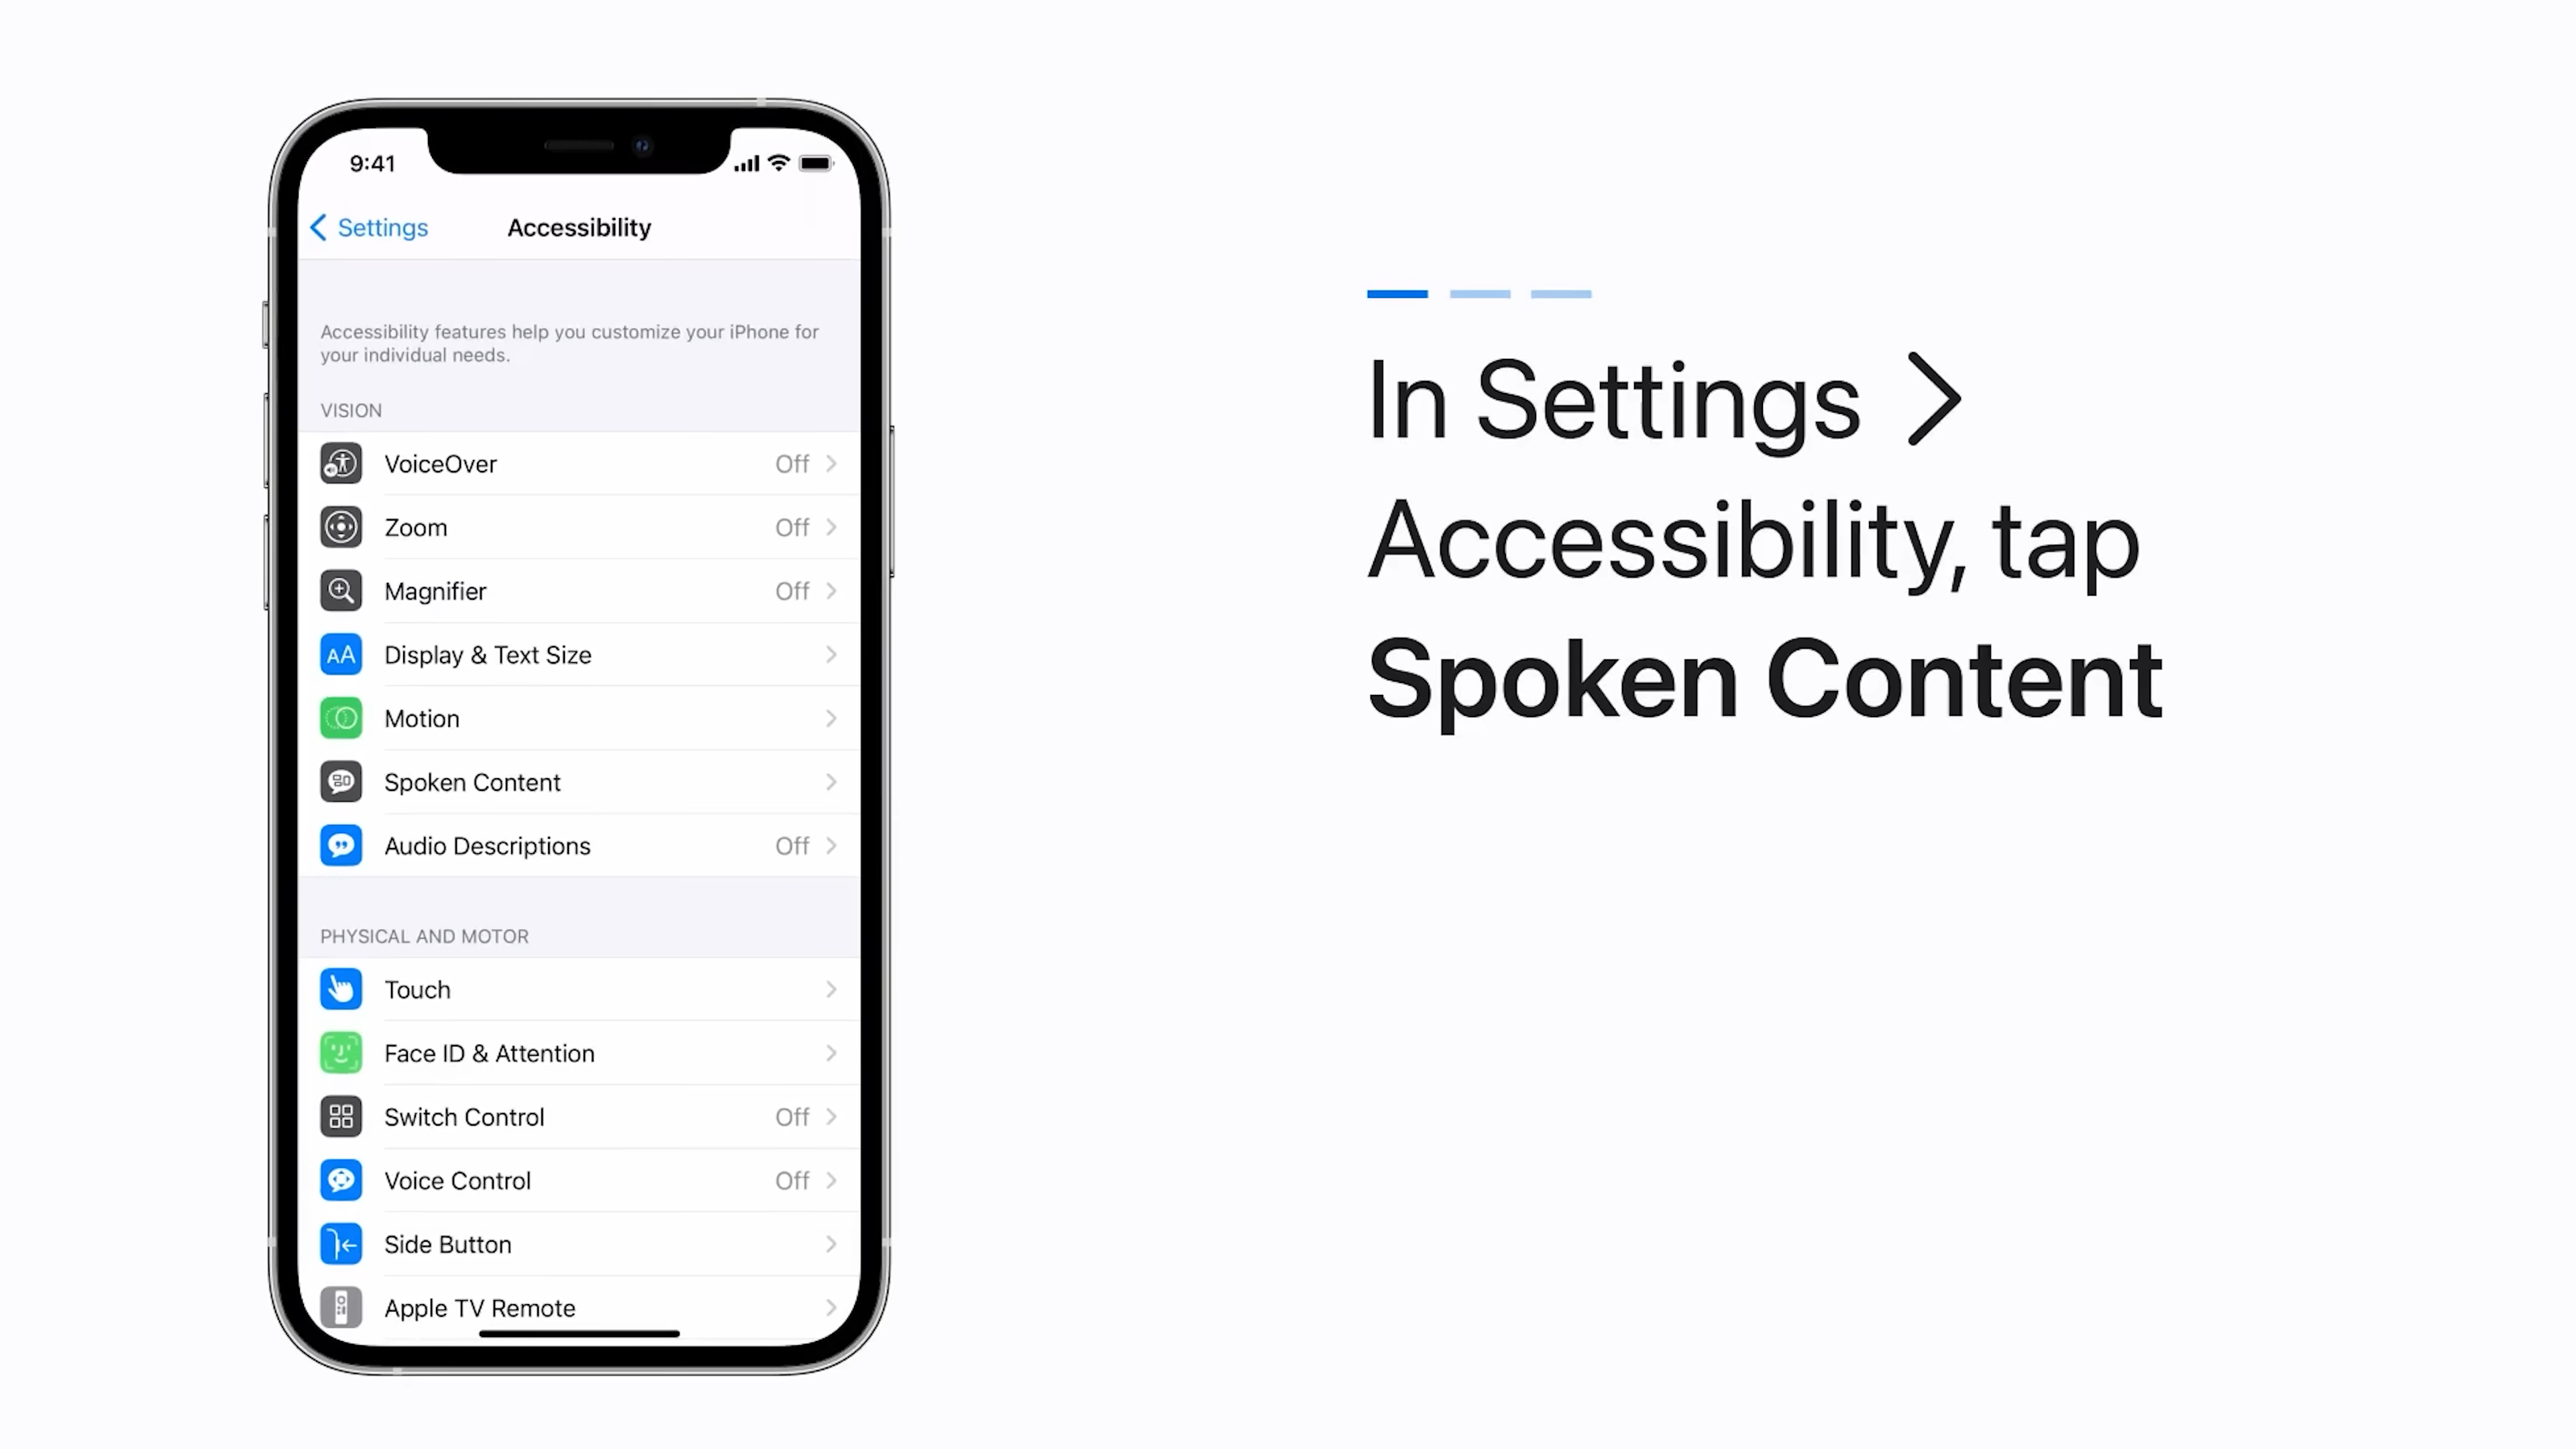 9:41
Settings
Accessibility
Accessibility features help you customize your iPhone for
your individual needs.
VISION
VoiceOver Off
Zoom Off
Magnifier Off
AA Display & Text Size
Motion
Spoken Content
Audio Descriptions Off
PHYSICAL AND MOTOR
Touch
Face ID & Attention
Switch Control Off
Voice Control Off
Side Button
Apple TV Remote
In Settings >
Accessibility, tap
Spoken Content